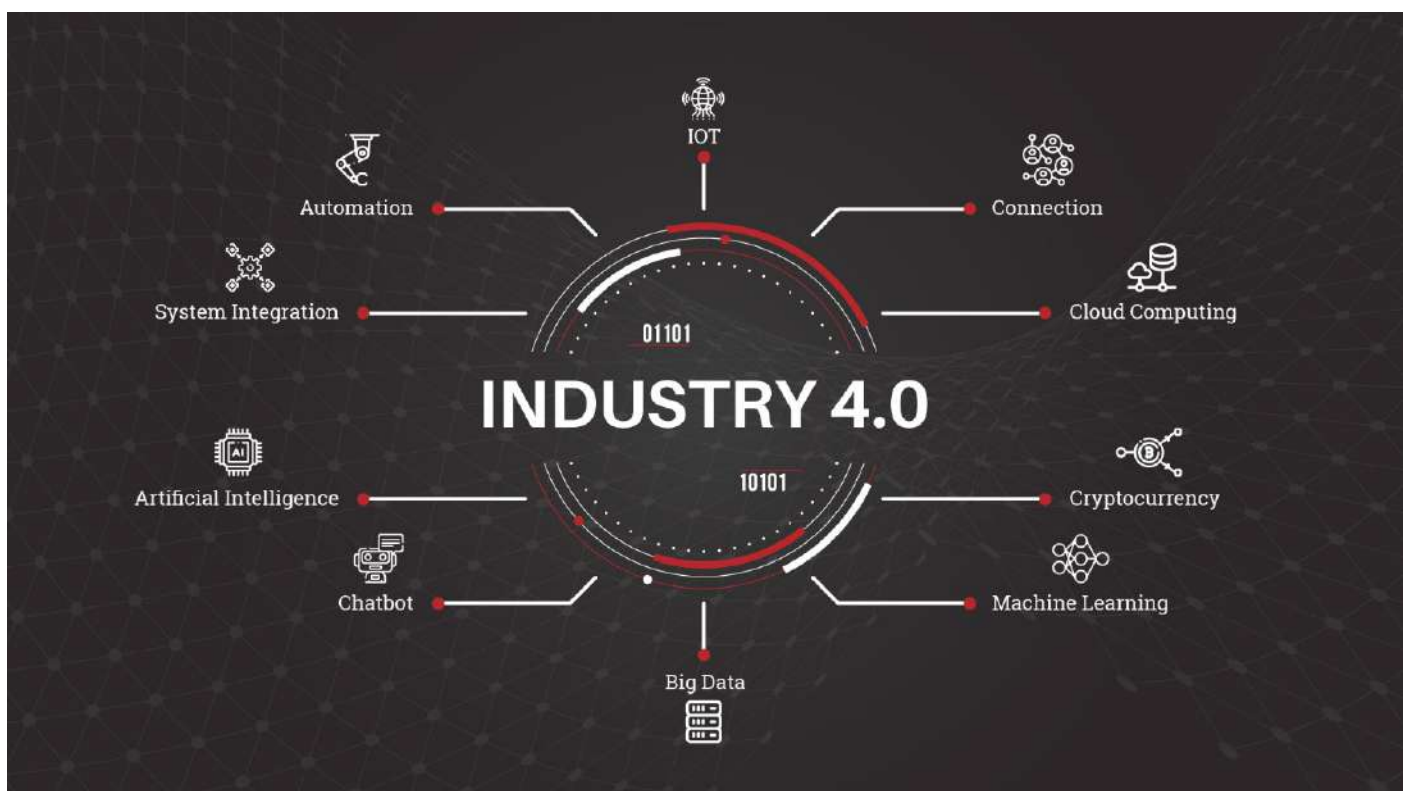 IOT
Automation
Connection
System Integration
Cloud Computing
01101
INDUSTRY 4.0
10101
AI
B
Artificial Intelligence
Cryptocurrency
Chatbot
Machine Learning
Big Data